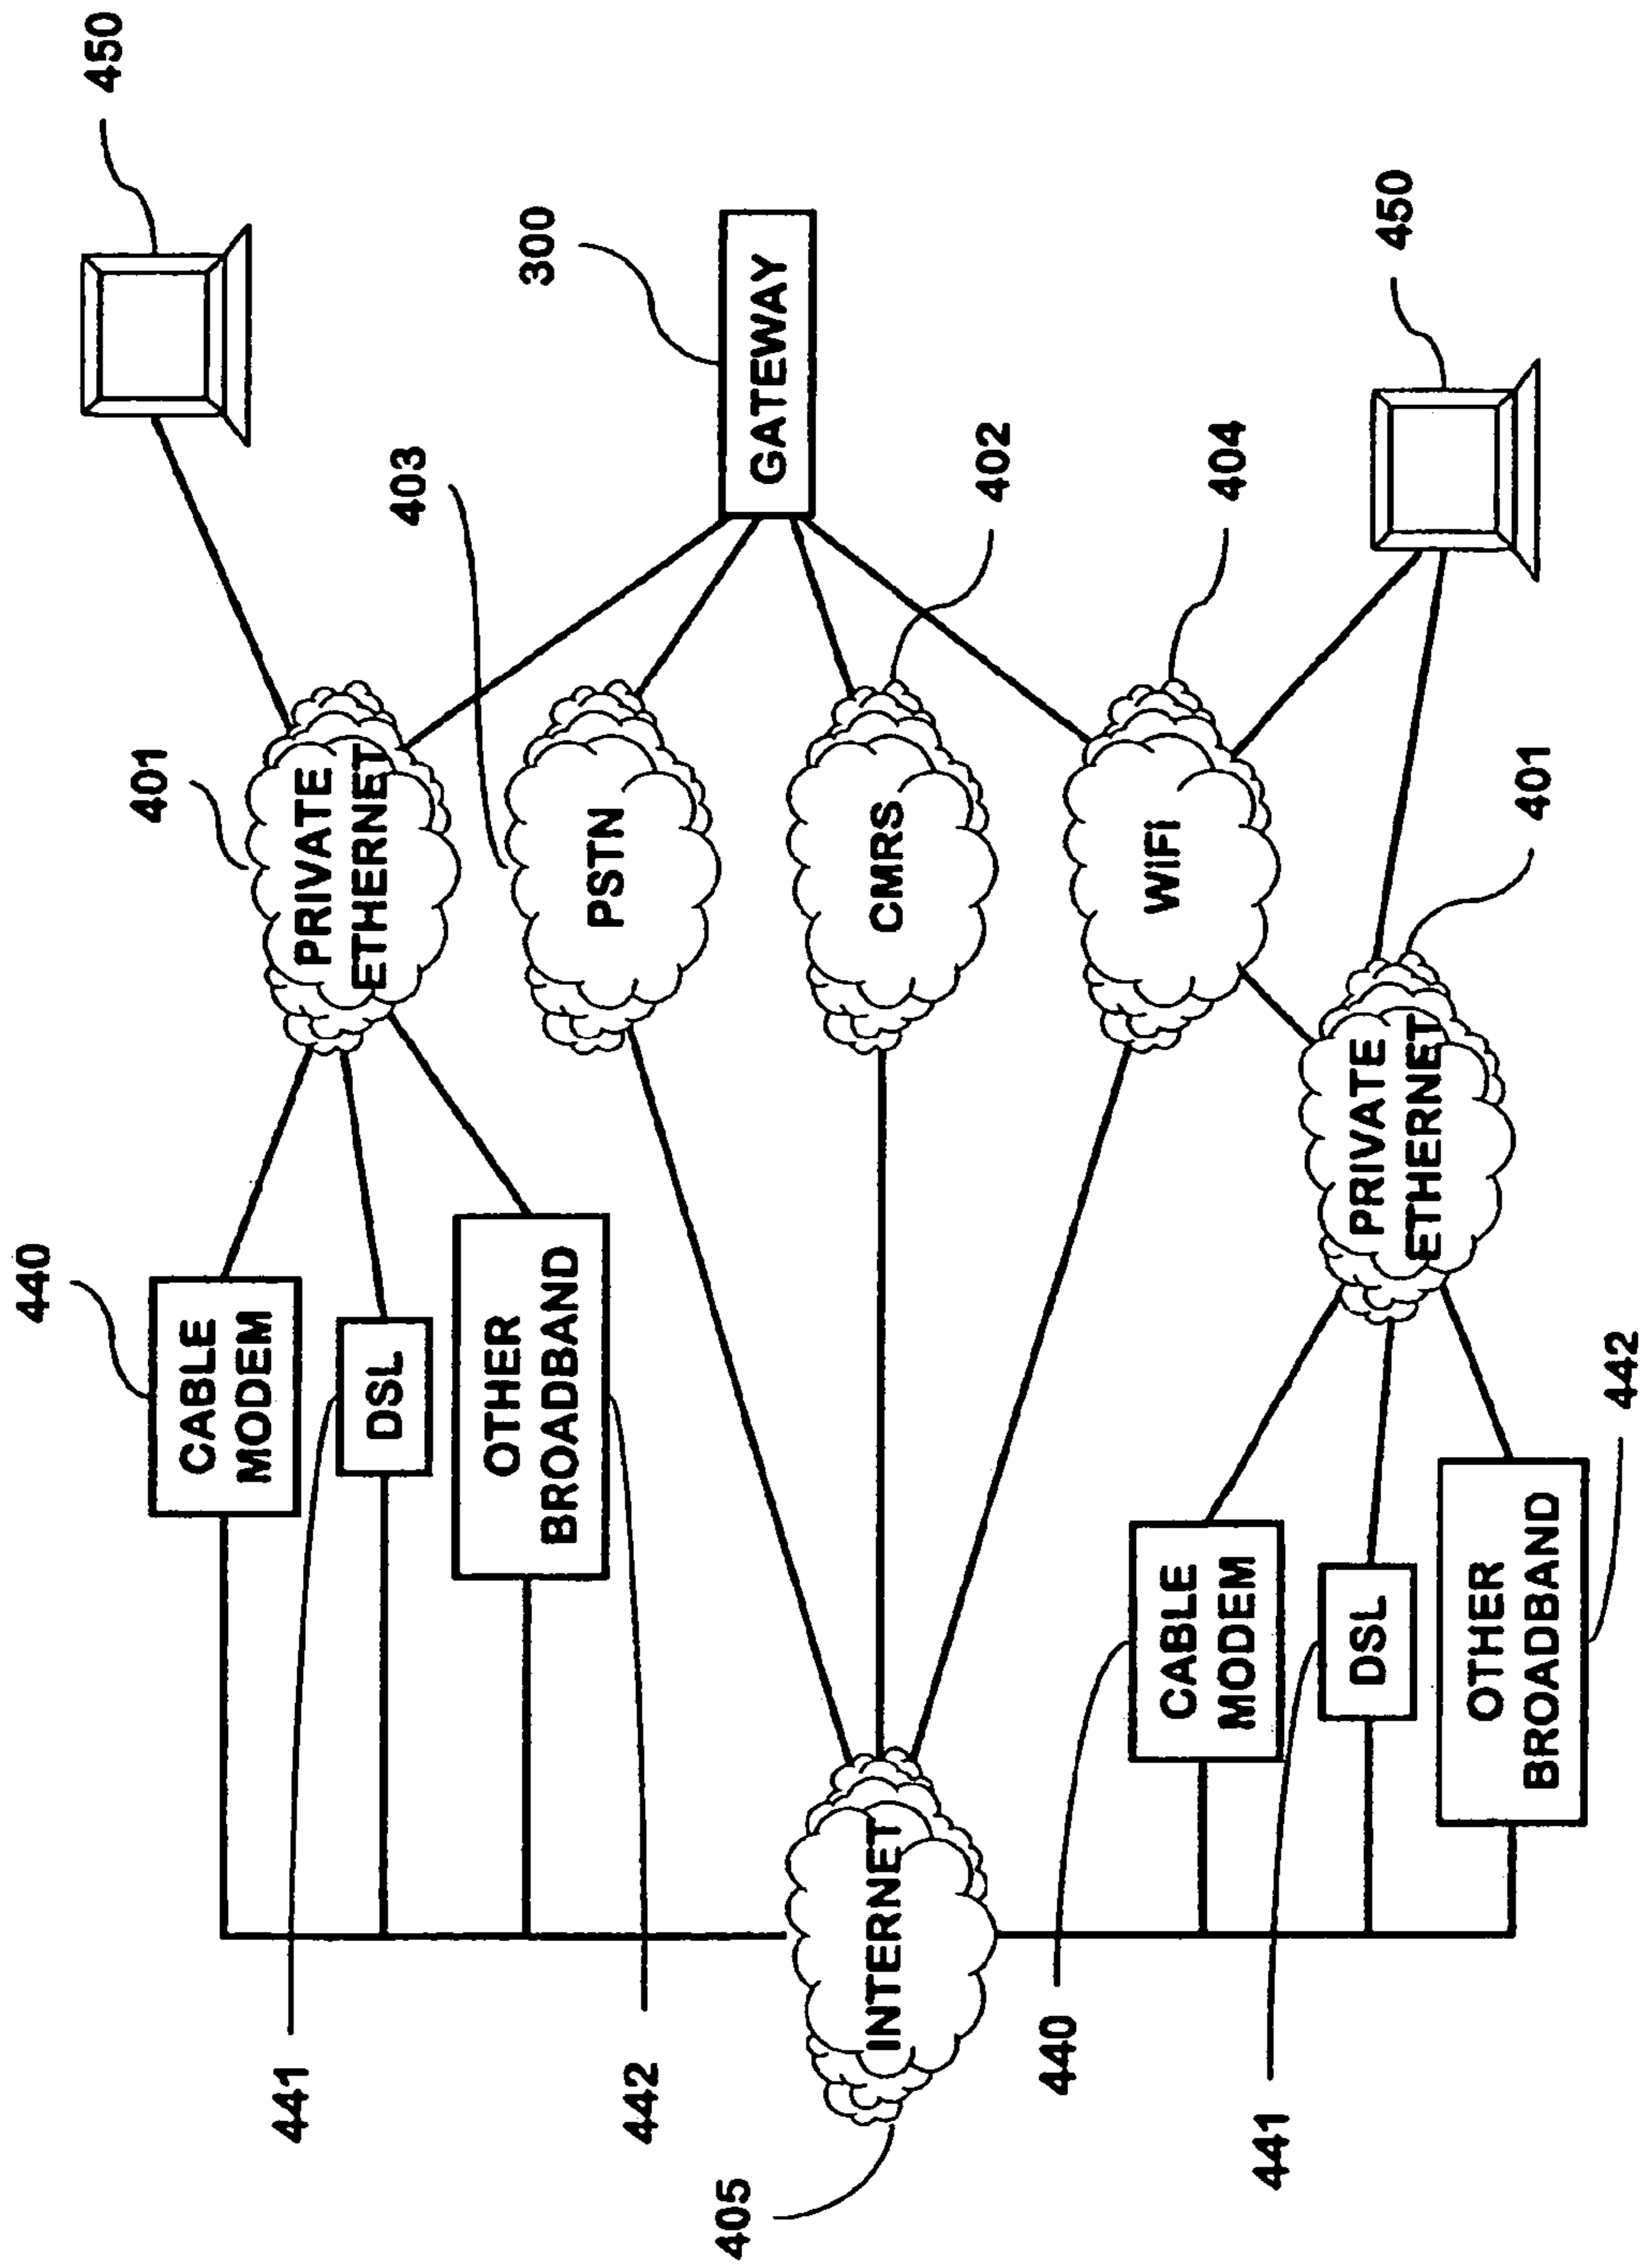 450
300
GATEWAY
450
403
402
404
401
PRIVATE
ETHERNET
PSTN
CMRS
WiFi
401
PRIVATE
ETHERNET
440
CABLE
MODEM
DSL
OTHER
BROADBAND
442
CABLE
MODEM
DSL
OTHER
BROADBAND
INTERNET
441
442
440
441
405